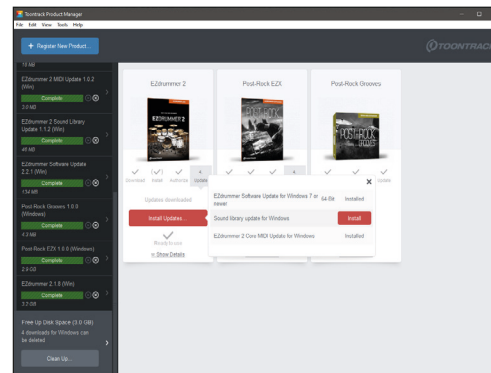 Toontrack Product Manager
File Edit View Tools Help
+ Register New Product...
TOONTRACK
EZdrummer 2 MIDI Update 1.0.2
(Win)
Complete
2.0 MB
EZdrummer 2 Sound Library
Update 1.1.2 (Win)
Complete
46 MB
EZdrummer Software Update
2.2.1 (Win)
Complete
134 MB
Post-Rock Grooves 1.0.0
(Windows)
Complete
4.3 MB
Post-Rock EZX 1.0.0 (Windows)
Complete
2.9 GB
EZdrummer 2.1.8 (Win)
Complete
3.2 GB
Free Up Disk Space (3.0 GB)
4 downloads for Windows can
be deleted
Clean Up...
EZdrummer 2
Post-Rock EZX
Post-Rock Grooves
EZDRUMMER 2
POST-ROCK
GROOVES
Download Install Authorize Update
Update
Updates downloaded
Install Updates...
Ready to use
Show Details
EZdrummer Software Update for Windows 7 or
newer
64-Bit Installed
Sound library update for Windows Install
EZdrummer 2 Core MIDI Update for Windows Installed